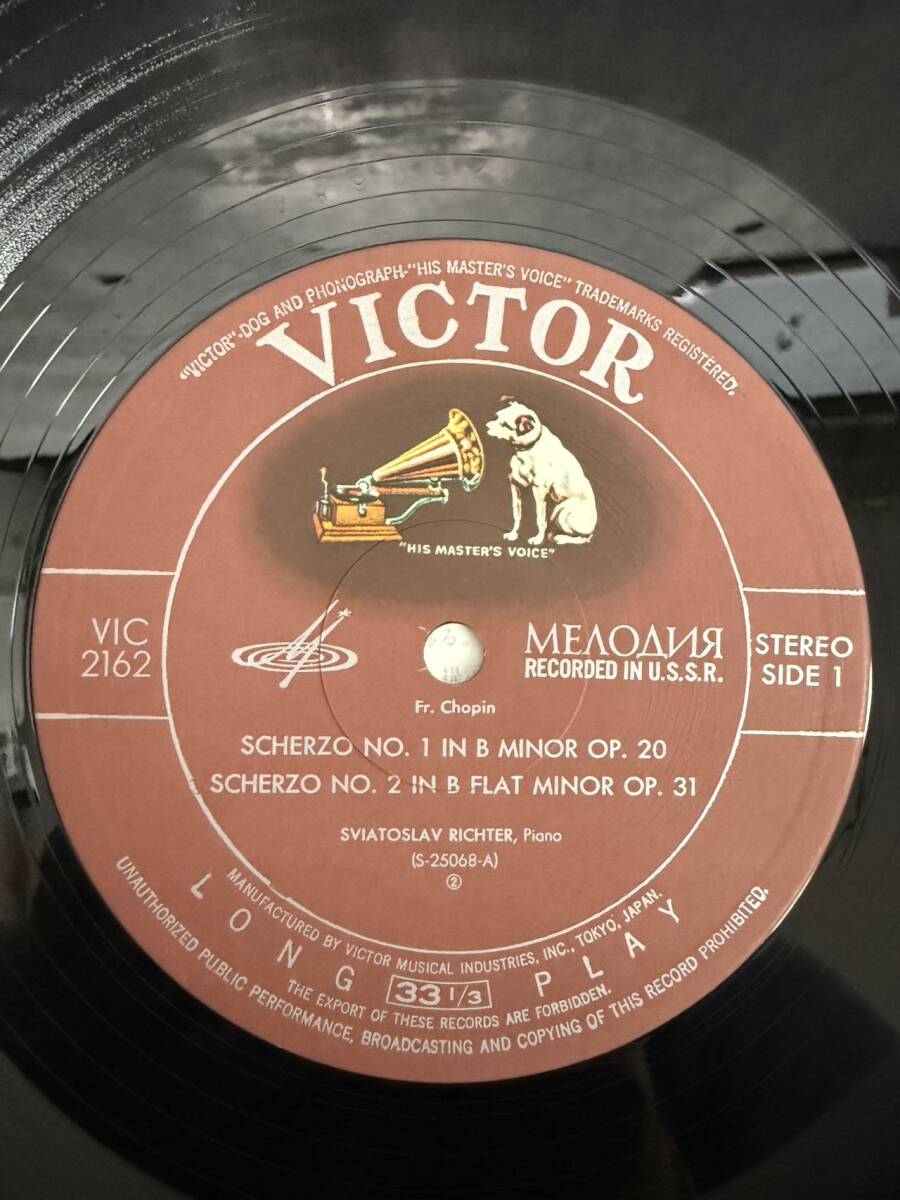 "VICTOR"-DOG AND PHONOGRAPH-"HIS MASTER'S VOICE" TRADEMARKS REGISTERED.
VICTOR
"HIS MASTER'S VOICE"
VIC
2162
МЕЛОДИЯ
RECORDED IN U.S.S.R.
STEREO
SIDE 1
Fr. Chopin
SCHERZO NO. 1 IN B MINOR OP. 20
SCHERZO NO. 2 IN B FLAT MINOR OP. 31
SVIATOSLAV RICHTER, Piano
(S-25068-A)
②
MANUFACTURED BY VICTOR MUSICAL INDUSTRIES, INC., TOKYO, JAPAN.
LONG 33 1/3 PLAY
THE EXPORT OF THESE RECORDS ARE FORBIDDEN.
UNAUTHORIZED PUBLIC PERFORMANCE, BROADCASTING AND COPYING OF THIS RECORD PROHIBITED.